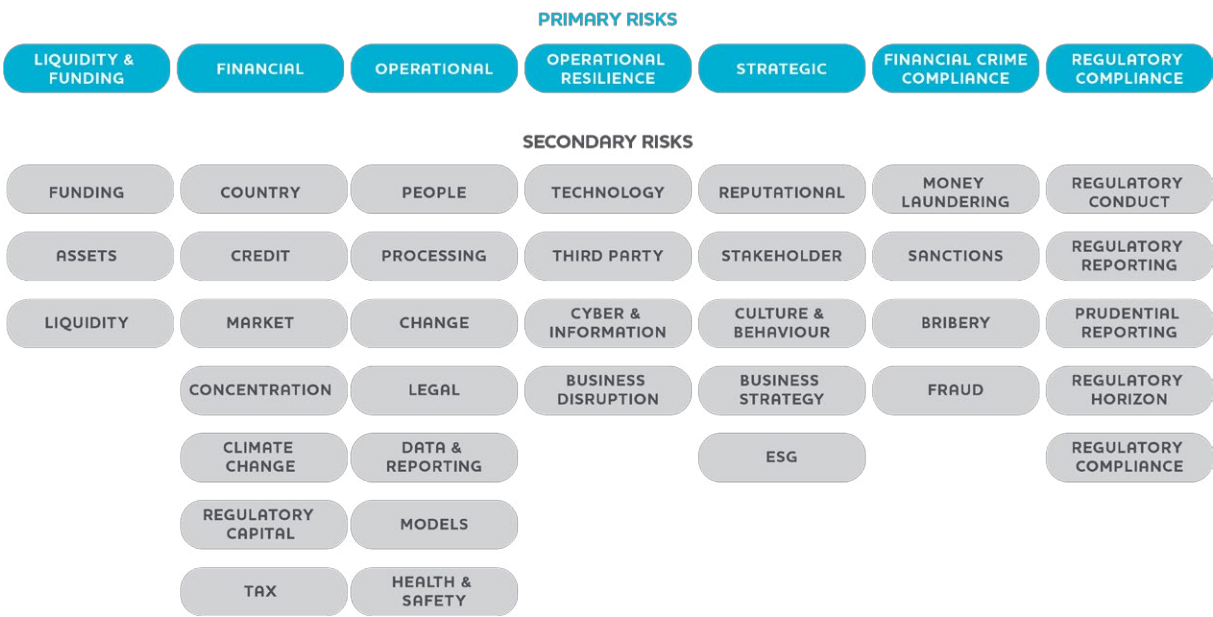 PRIMARY RISKS
LIQUIDITY &
FUNDING
FINANCIAL
OPERATIONAL
OPERATIONAL
RESILIENCE
STRATEGIC
FINANCIAL CRIME
COMPLIANCE
REGULATORY
COMPLIANCE
SECONDARY RISKS
FUNDING
COUNTRY
PEOPLE
TECHNOLOGY
REPUTATIONAL
MONEY
LAUNDERING
REGULATORY
CONDUCT
ASSETS
CREDIT
PROCESSING
THIRD PARTY
STAKEHOLDER
SANCTIONS
REGULATORY
REPORTING
LIQUIDITY
MARKET
CHANGE
CYBER &
INFORMATION
CULTURE &
BEHAVIOUR
BRIBERY
PRUDENTIAL
REPORTING
CONCENTRATION
LEGAL
BUSINESS
DISRUPTION
BUSINESS
STRATEGY
FRAUD
REGULATORY
HORIZON
CLIMATE
CHANGE
DATA &
REPORTING
ESG
REGULATORY
COMPLIANCE
REGULATORY
CAPITAL
MODELS
TAX
HEALTH &
SAFETY